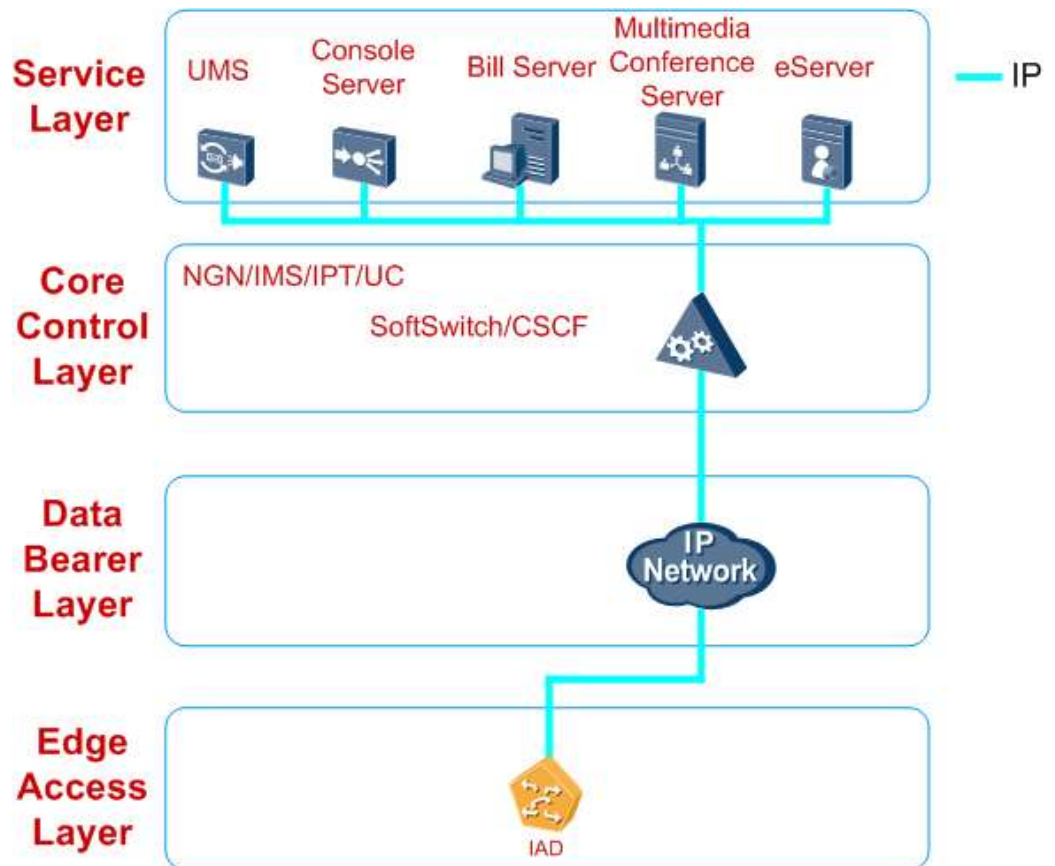 Service
Layer
UMS
Console
Server
Bill Server
Multimedia
Conference
Server
eServer
IP
Core
Control
Layer
NGN/IMS/IPT/UC
SoftSwitch/CSCF
Data
Bearer
Layer
IP
Network
Edge
Access
Layer
IAD